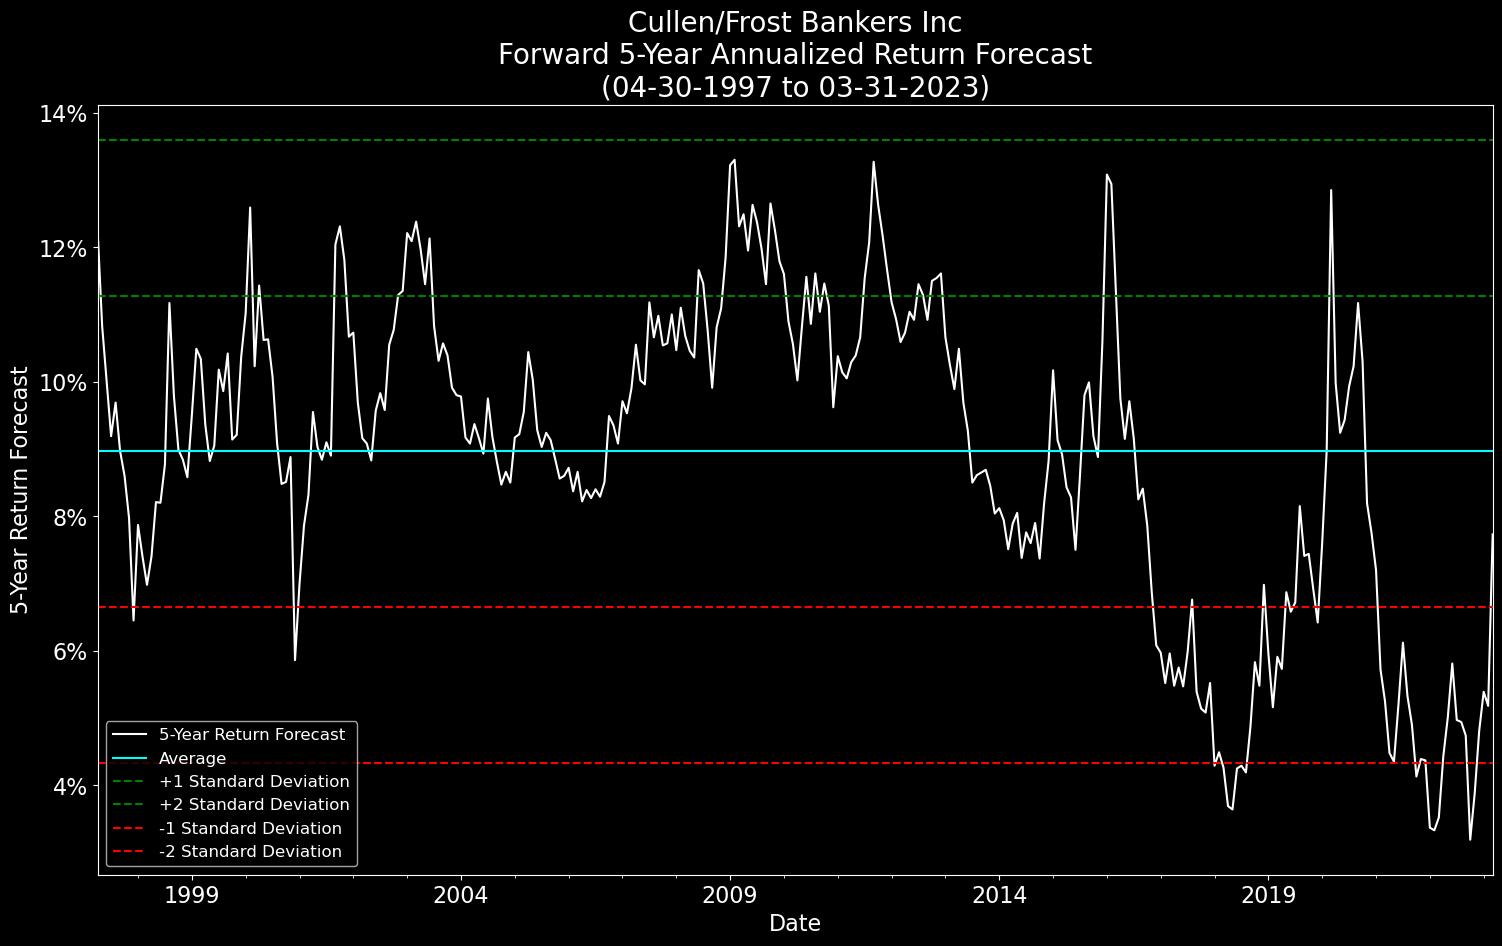 Cullen/Frost Bankers Inc
Forward 5-Year Annualized Return Forecast
(04-30-1997 to 03-31-2023)
14%
12%
10%
8%
6%
4%
5-Year Return Forecast
5-Year Return Forecast
Average
+1 Standard Deviation
+2 Standard Deviation
-1 Standard Deviation
-2 Standard Deviation
1999
2004
2009
2014
2019
Date